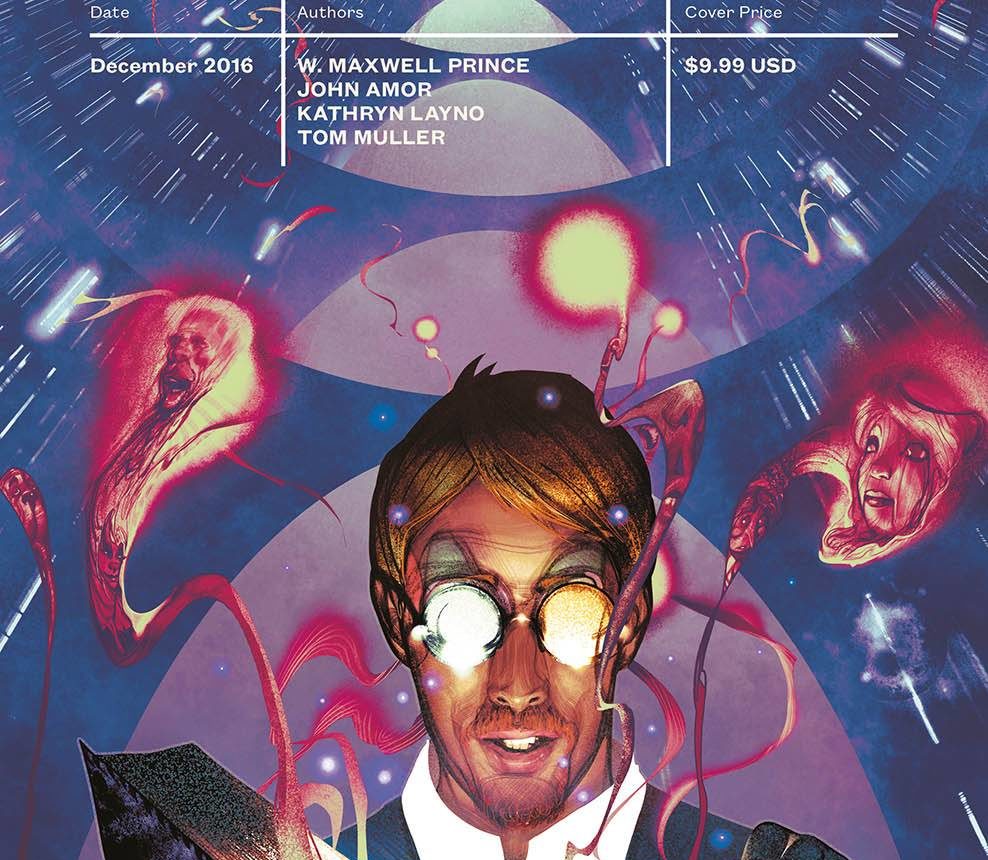 Date
Authors
Cover Price
December 2016
W. MAXWELL PRINCE
JOHN AMOR
KATHRYN LAYNO
TOM MULLER
$9.99 USD